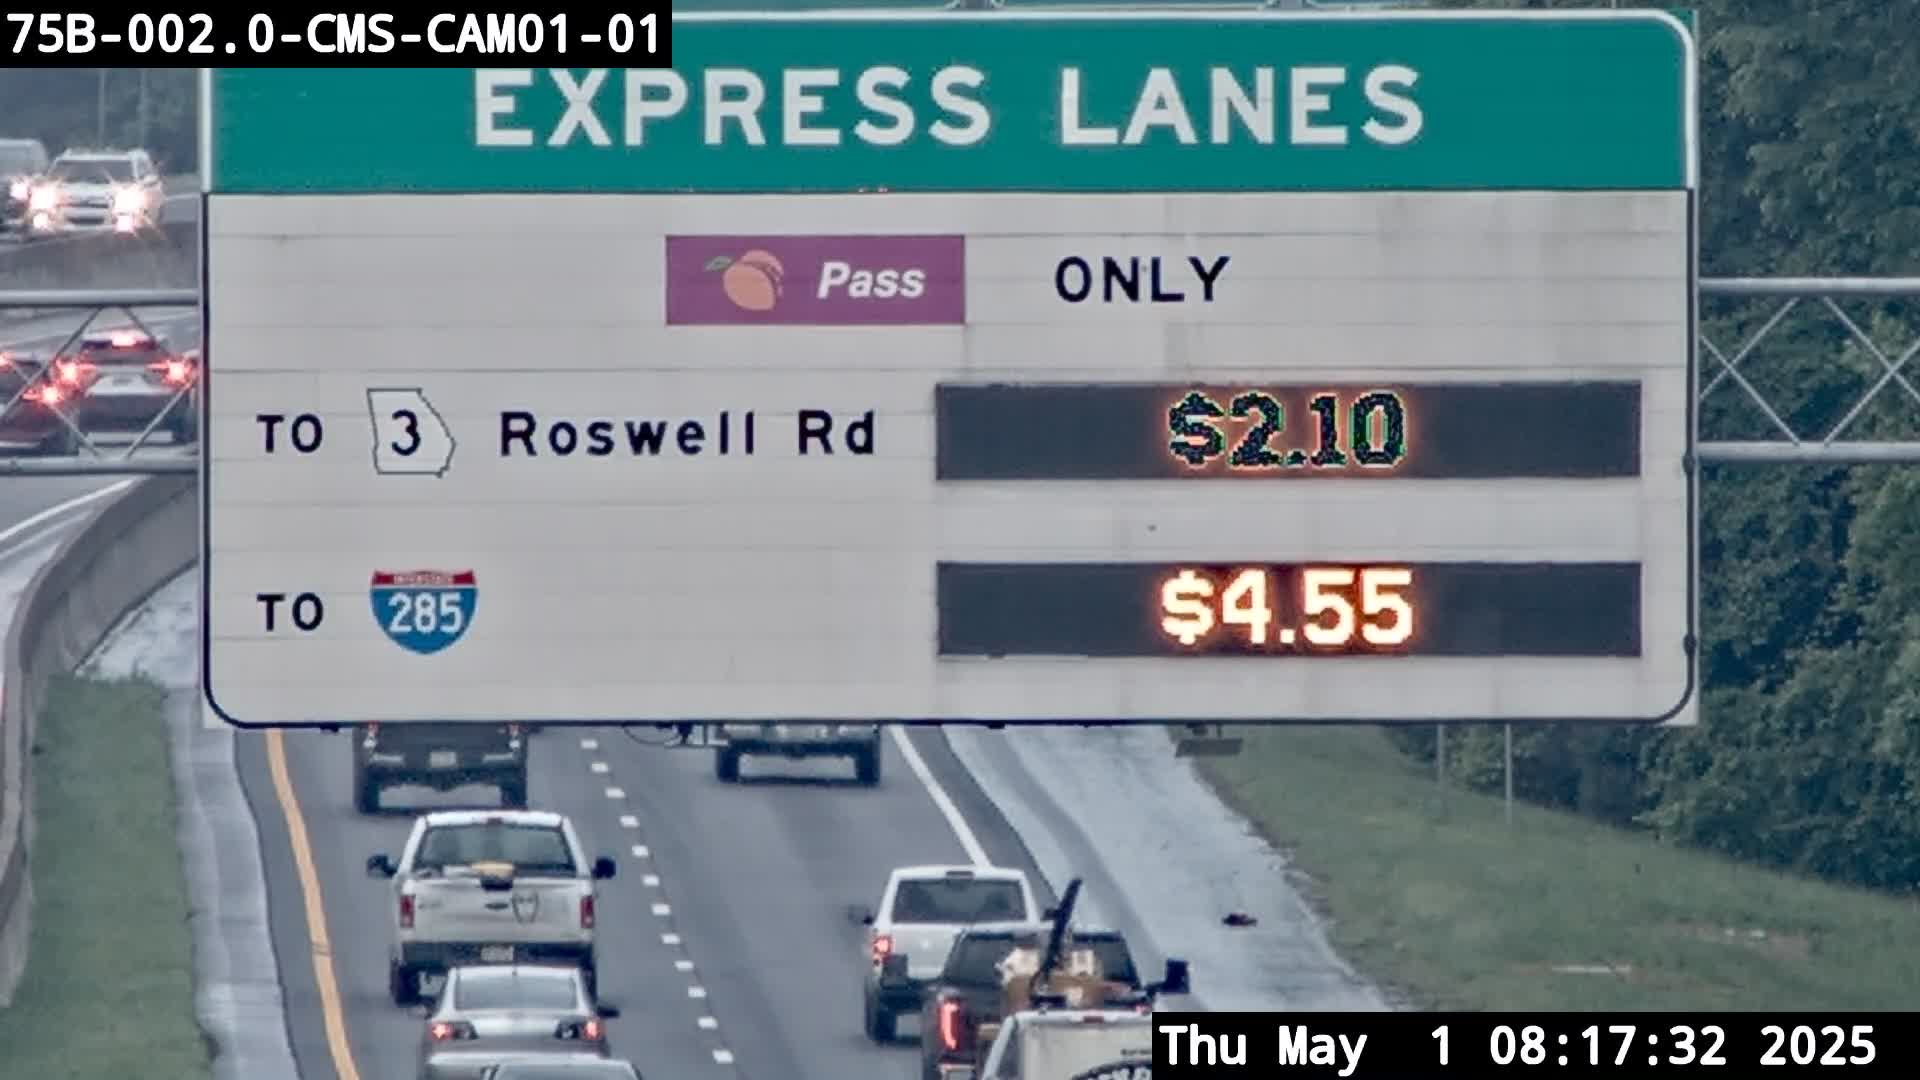 75B-002.0-CMS-CAM01-01
EXPRESS LANES
Pass ONLY
TO 3 Roswell Rd $2.10
TO INTERSTATE 285 $4.55
Thu May 1 08:17:32 2025